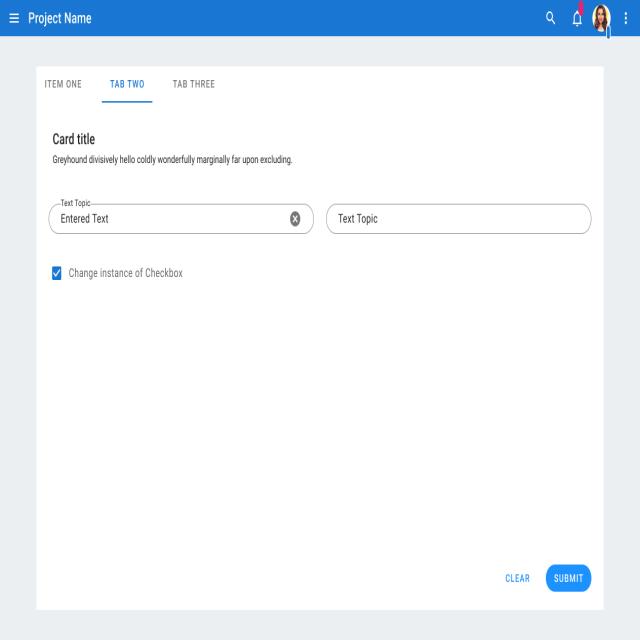 Project Name
ITEM ONE
TAB TWO
TAB THREE
Card title
Greyhound divisively hello coldly wonderfully marginally far upon excluding.
Text Topic
Entered Text
Text Topic
Change instance of Checkbox
CLEAR
SUBMIT